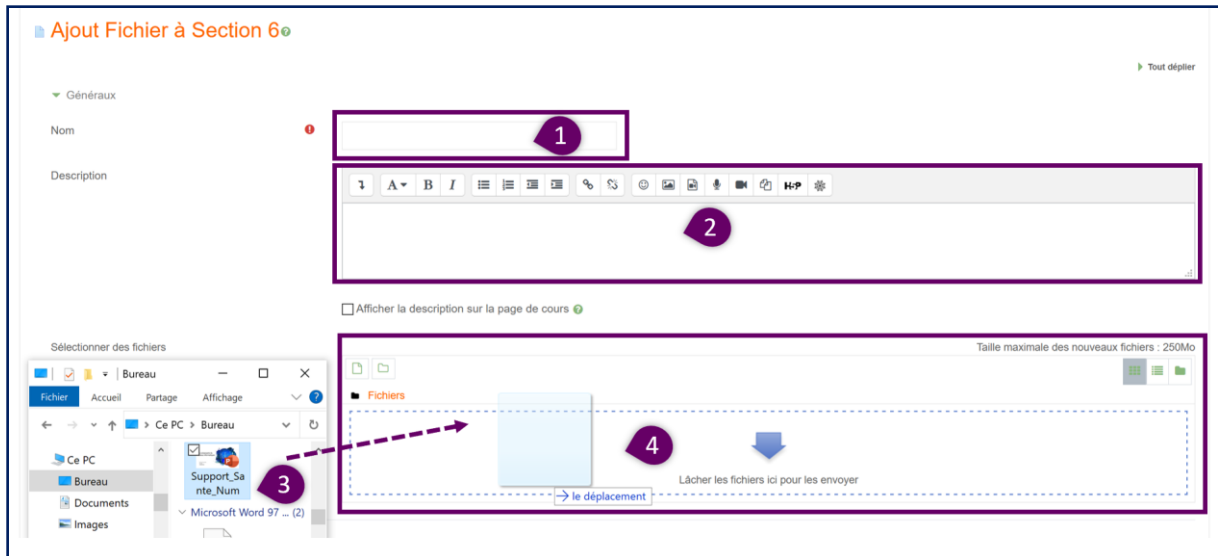 Ajout Fichier à Section 6
Tout déplier
Généraux
Nom
1
Description
A B I H-P
2
Afficher la description sur la page de cours
Sélectionner des fichiers
Taille maximale des nouveaux fichiers : 250Mo
Bureau
Fichier Accueil Partage Affichage
Fichiers
Ce PC > Bureau
4
Ce PC
Support_Sa
nte_Num
3
Bureau
Lâcher les fichiers ici pour les envoyer
le déplacement
Documents
Microsoft Word 97 ... (2)
Images